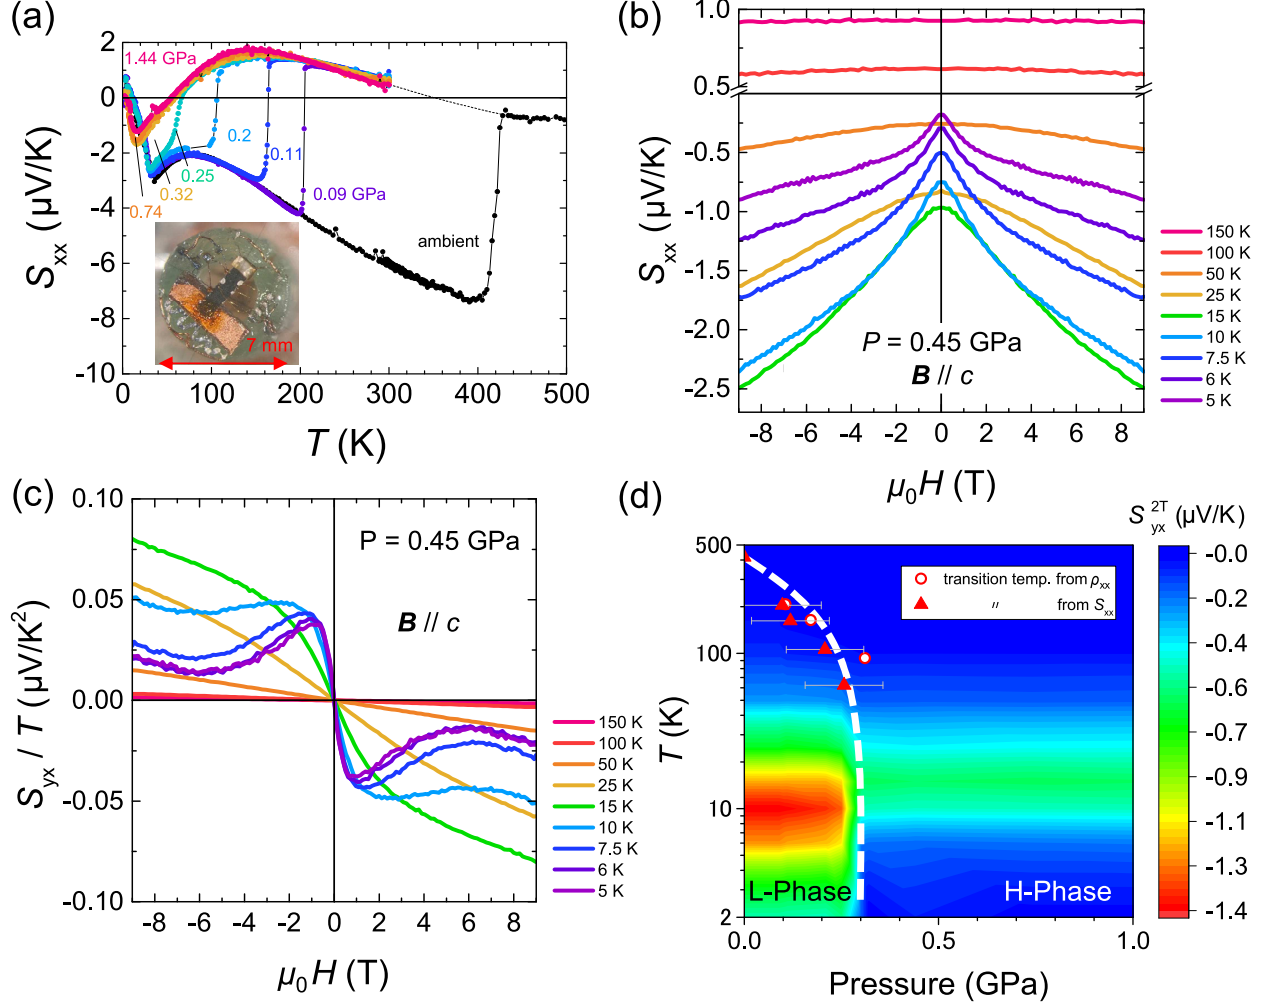 (a)
2
0
-2
-4
-6
-8
-10
0
100
200
300
400
500
S_xx (μV/K)
T (K)
1.44 GPa
0.2
0.11
0.25
0.32
0.74
0.09 GPa
ambient
7 mm
(b)
1.0
0.5
-0.5
-1.0
-1.5
-2.0
-2.5
-8
-6
-4
-2
0
2
4
6
8
S_xx (μV/K)
μ₀H (T)
P = 0.45 GPa
B // c
150 K
100 K
50 K
25 K
15 K
10 K
7.5 K
6 K
5 K
(c)
0.10
0.05
0.00
-0.05
-0.10
-8
-6
-4
-2
0
2
4
6
8
S_yx / T (μV/K²)
μ₀H (T)
P = 0.45 GPa
B // c
150 K
100 K
50 K
25 K
15 K
10 K
7.5 K
6 K
5 K
(d)
500
100
10
2
0.0
0.5
1.0
T (K)
Pressure (GPa)
transition temp. from ρ_xx
〃 from S_xx
L-Phase
H-Phase
S_yx^2T (μV/K)
-0.0
-0.1
-0.3
-0.4
-0.6
-0.7
-0.9
-1.0
-1.1
-1.3
-1.4